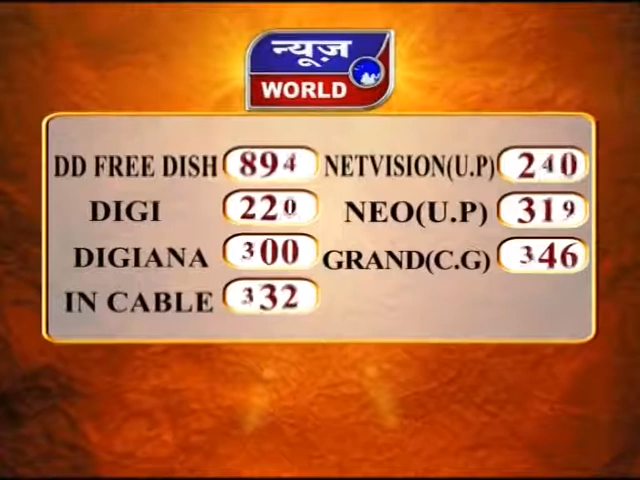 न्यूज़
WORLD
DD FREE DISH 894 NETVISION(U.P) 240
DIGI 220 NEO(U.P) 319
DIGIANA 300 GRAND(C.G) 346
IN CABLE 332